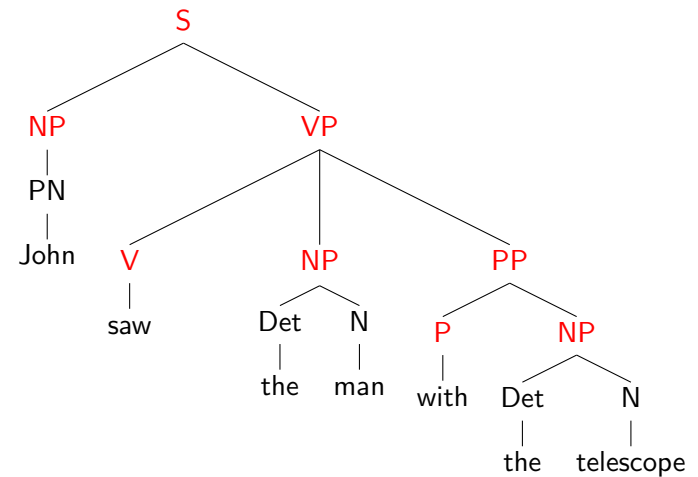 S
NP VP
PN
John V NP PP
saw Det N P NP
the man with Det N
the telescope